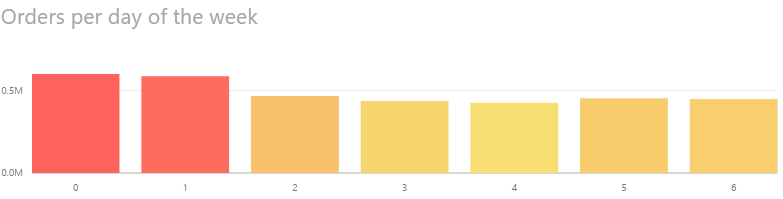 Orders per day of the week
0.5M
0.0M
0 1 2 3 4 5 6